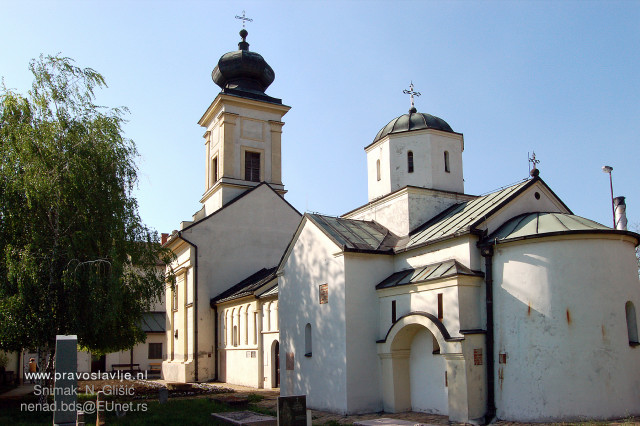 www.pravoslavlje.nl
Snimak: N. Glišić
nenad.bds@EUnet.rs